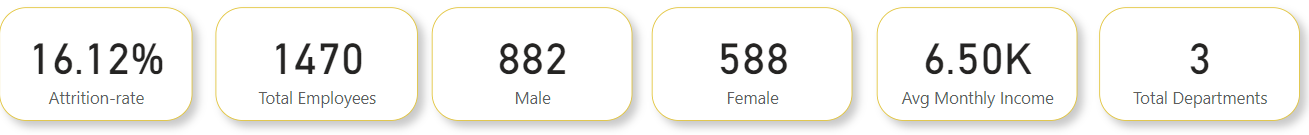 16.12%
Attrition-rate
1470
Total Employees
882
Male
588
Female
6.50K
Avg Monthly Income
3
Total Departments